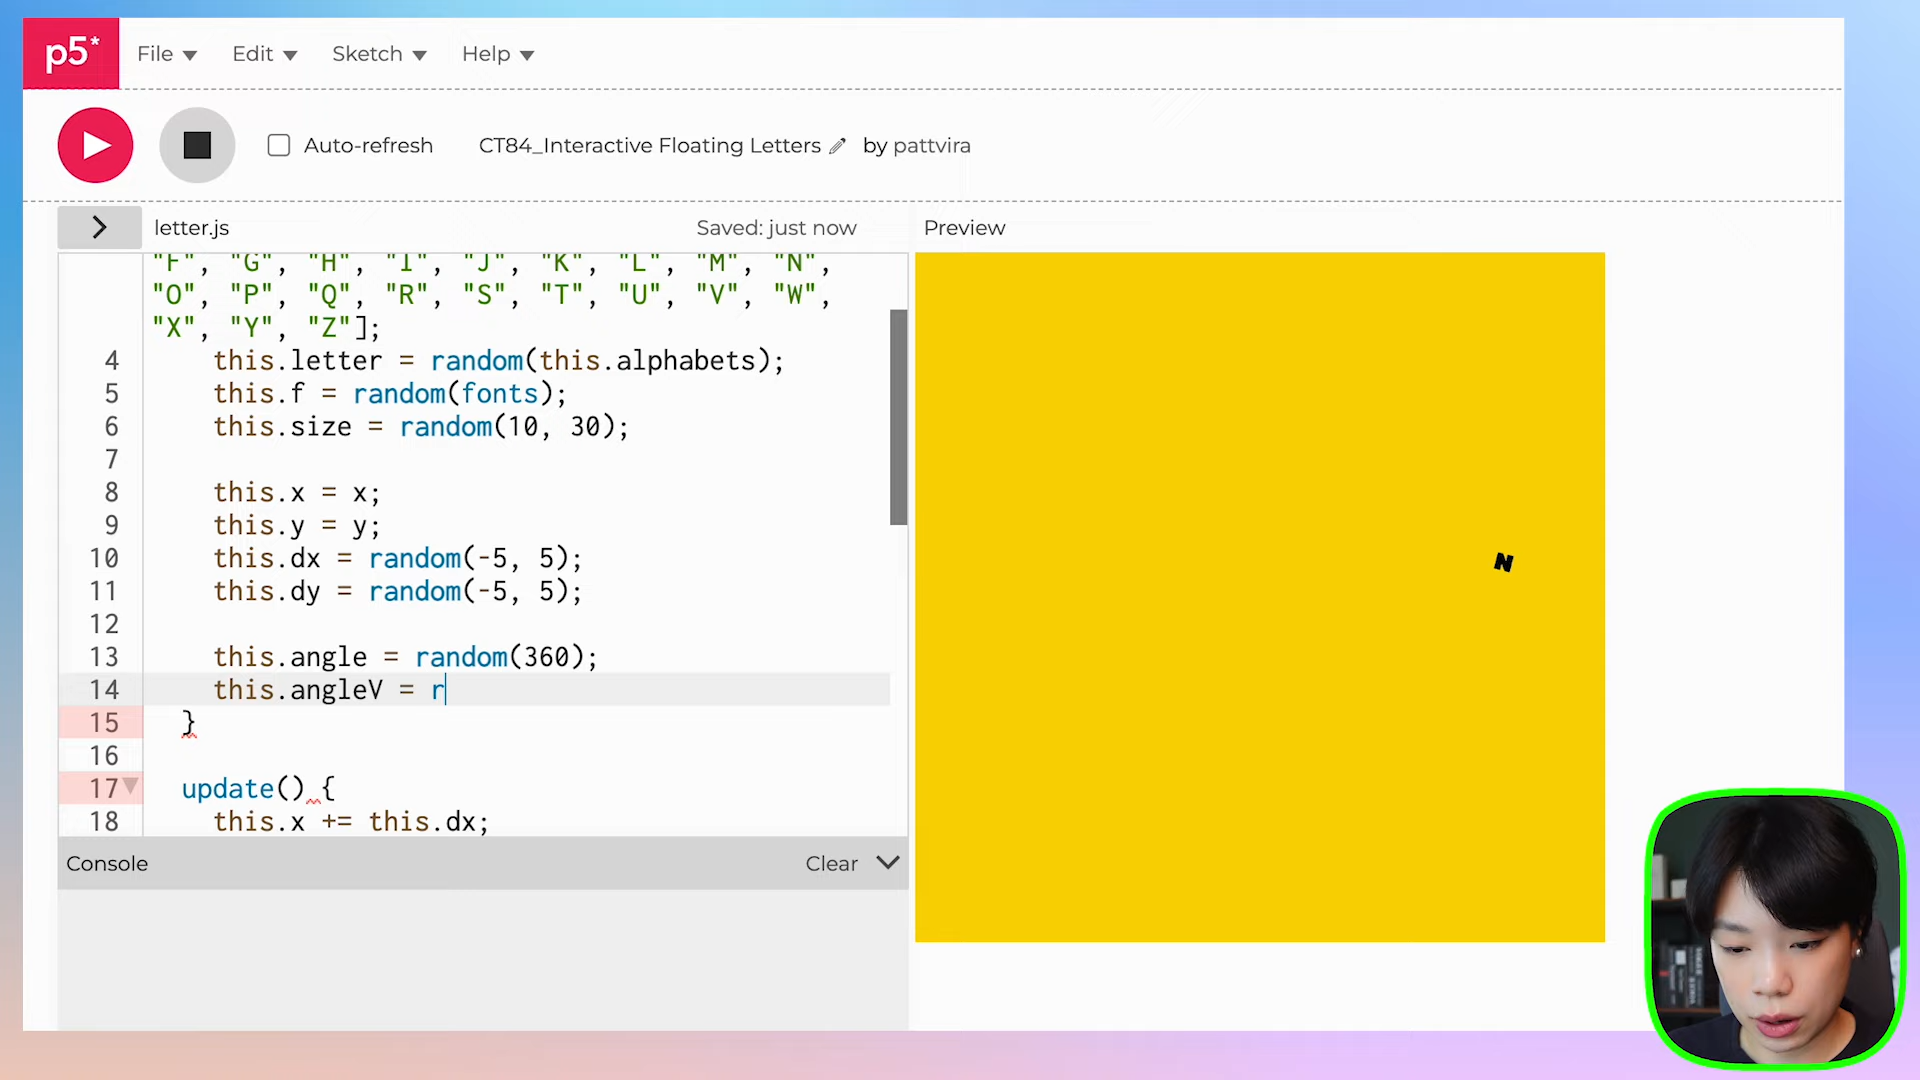 p5*
File
Edit
Sketch
Help
Auto-refresh
CT84_Interactive Floating Letters
by pattvira
letter.js
Saved: just now
Preview
"F", "G", "H", "I", "J", "K", "L", "M", "N",
"O", "P", "Q", "R", "S", "T", "U", "V", "W",
"X", "Y", "Z"];
4 this.letter = random(this.alphabets);
5 this.f = random(fonts);
6 this.size = random(10, 30);
7
8 this.x = x;
9 this.y = y;
10 this.dx = random(-5, 5);
11 this.dy = random(-5, 5);
12
13 this.angle = random(360);
14 this.angleV = r
15 }
16
17 update() {
18 this.x += this.dx;
N
Console
Clear